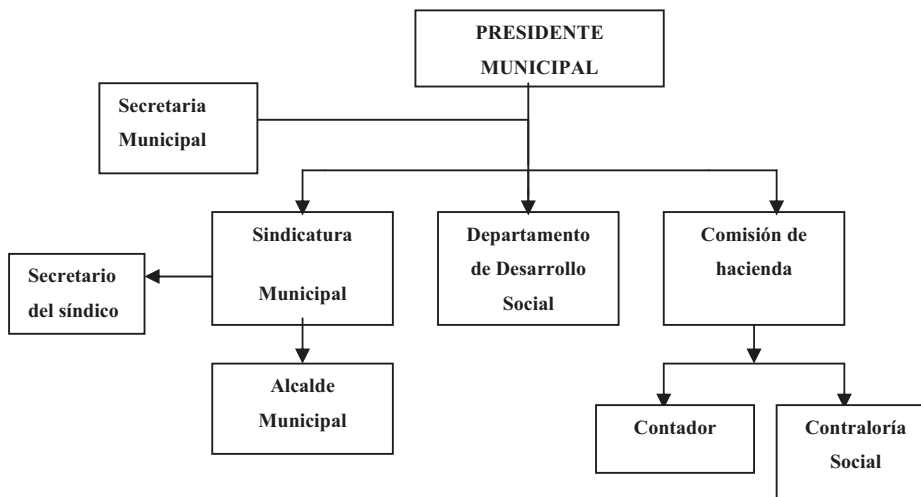 PRESIDENTE
MUNICIPAL
Secretaria
Municipal
Sindicatura
Municipal
Departamento
de Desarrollo
Social
Comisión de
hacienda
Secretario
del síndico
Alcalde
Municipal
Contador
Contraloría
Social